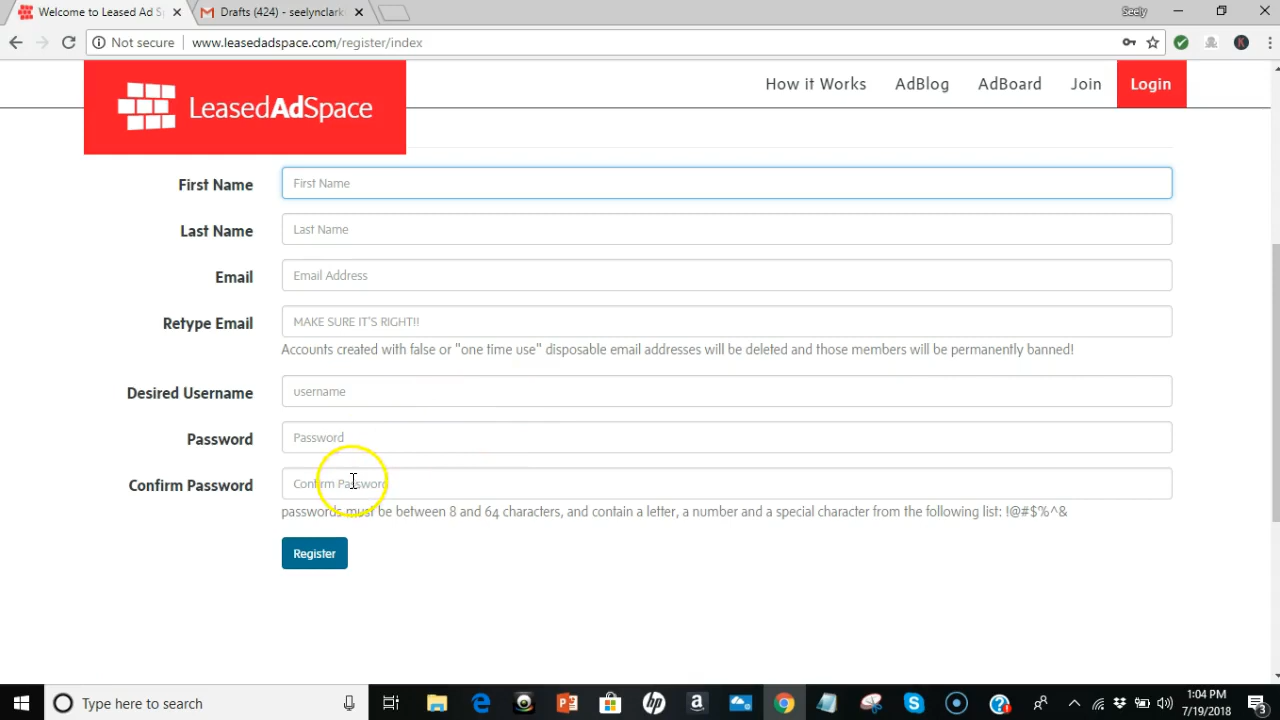 Welcome to Leased Ad S
Drafts (424) - seelynclark
Seely
Not secure
www.leasedadspace.com/register/index
K
LeasedAdSpace
How it Works
AdBlog
AdBoard
Join
Login
First Name
First Name
Last Name
Last Name
Email
Email Address
Retype Email
MAKE SURE IT'S RIGHT!!
Accounts created with false or "one time use" disposable email addresses will be deleted and those members will be permanently banned!
Desired Username
username
Password
Password
Confirm Password
Confirm Password
passwords must be between 8 and 64 characters, and contain a letter, a number and a special character from the following list: !@#$%^&
Register
Type here to search
1:04 PM
7/19/2018
3